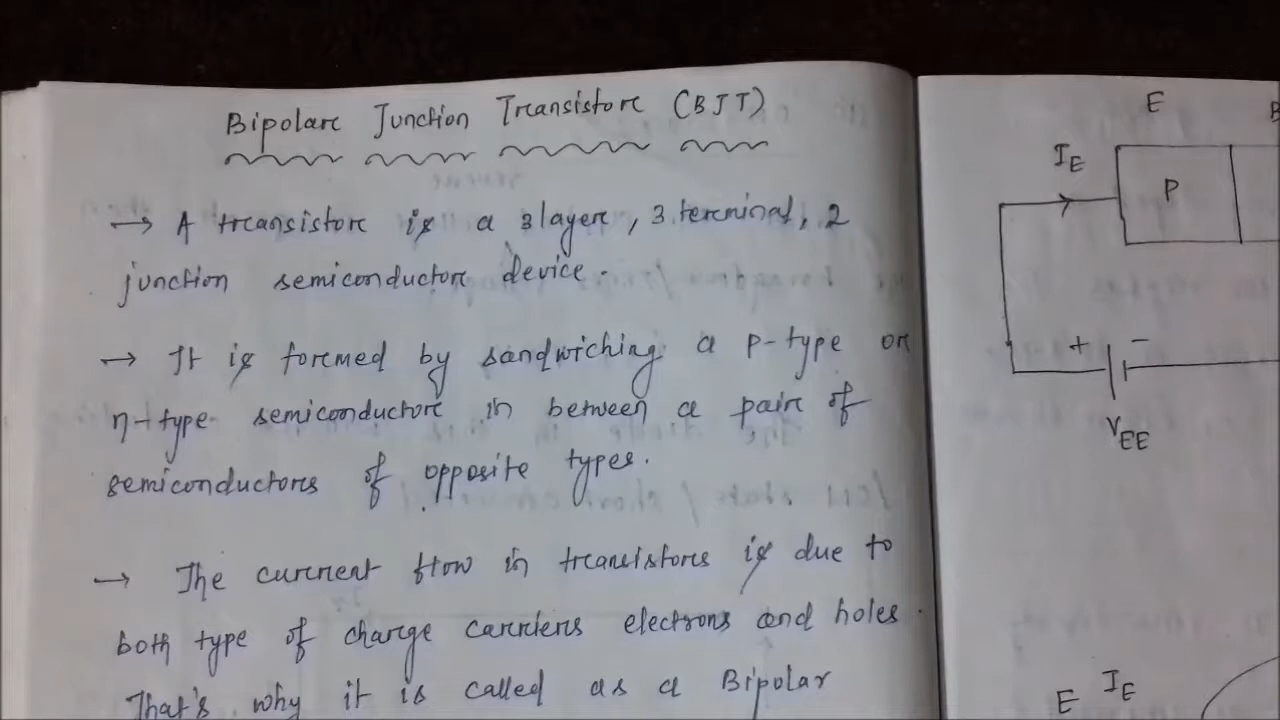 Bipolar Junction Transistor (BJT)
→ A transistor is a 3 layer, 3 terminal, 2
junction semiconductor device.
→ It is formed by sandwiching a P-type or
n-type semiconductor in between a pair of
semiconductors of opposite types.
→ The current flow in transistors is due to
both type of charge carriers electrons and holes.
That's why it is called as a Bipolar
E
B
IE
P
+ -
VEE
E IE